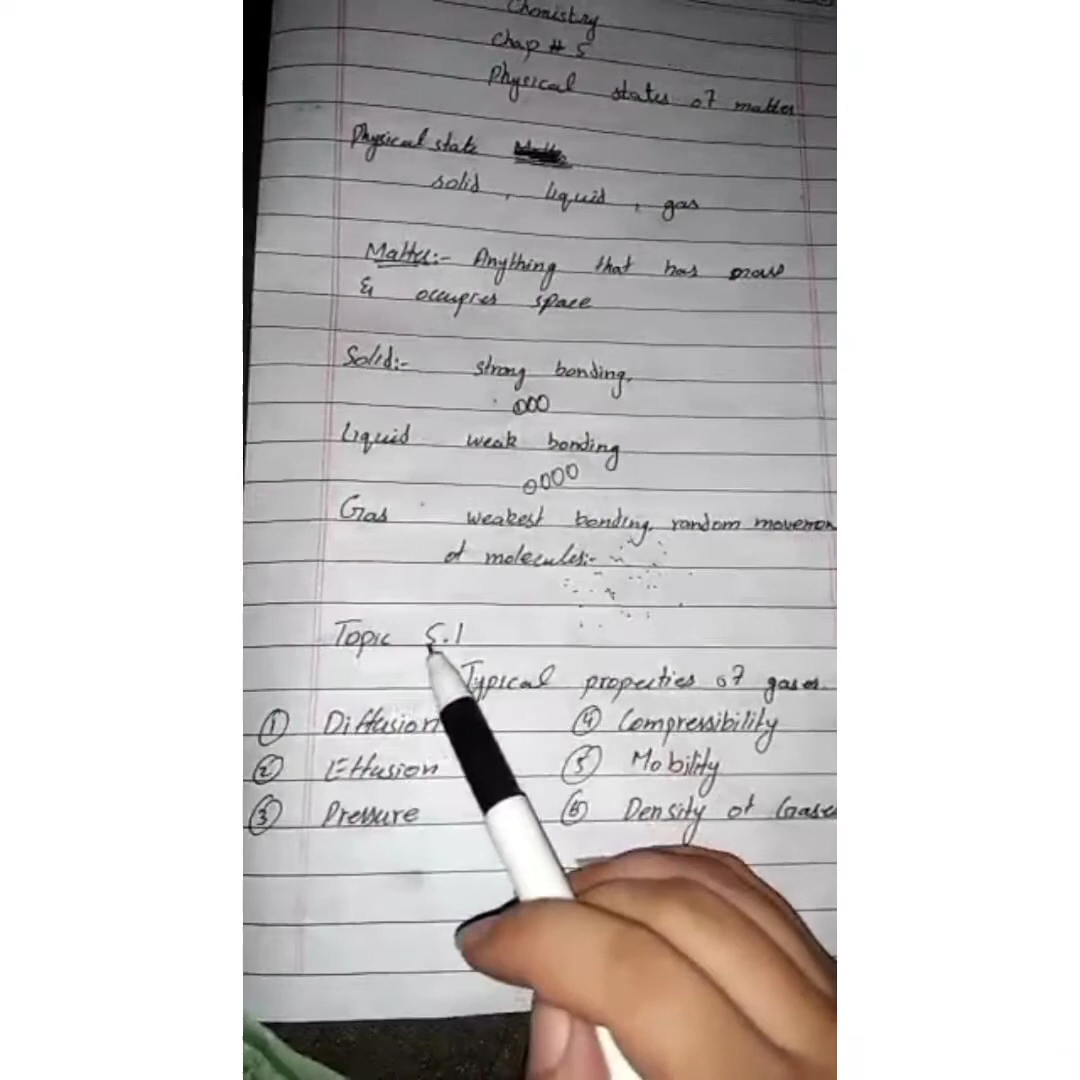 Chemistry
Chap # 5
Physical states of matter
Physical state
solid, liquid, gas
Matter:- Anything that has mass
& occupies space
Solid:- strong bonding.
Liquid weak bonding
Gas weakest bonding, random movemen
of molecules:-
Topic 5.1
Typical properties of gases.
① Diffusion ④ Compressibility
② Effusion ⑤ Mobility
③ Pressure ⑥ Density of Gase